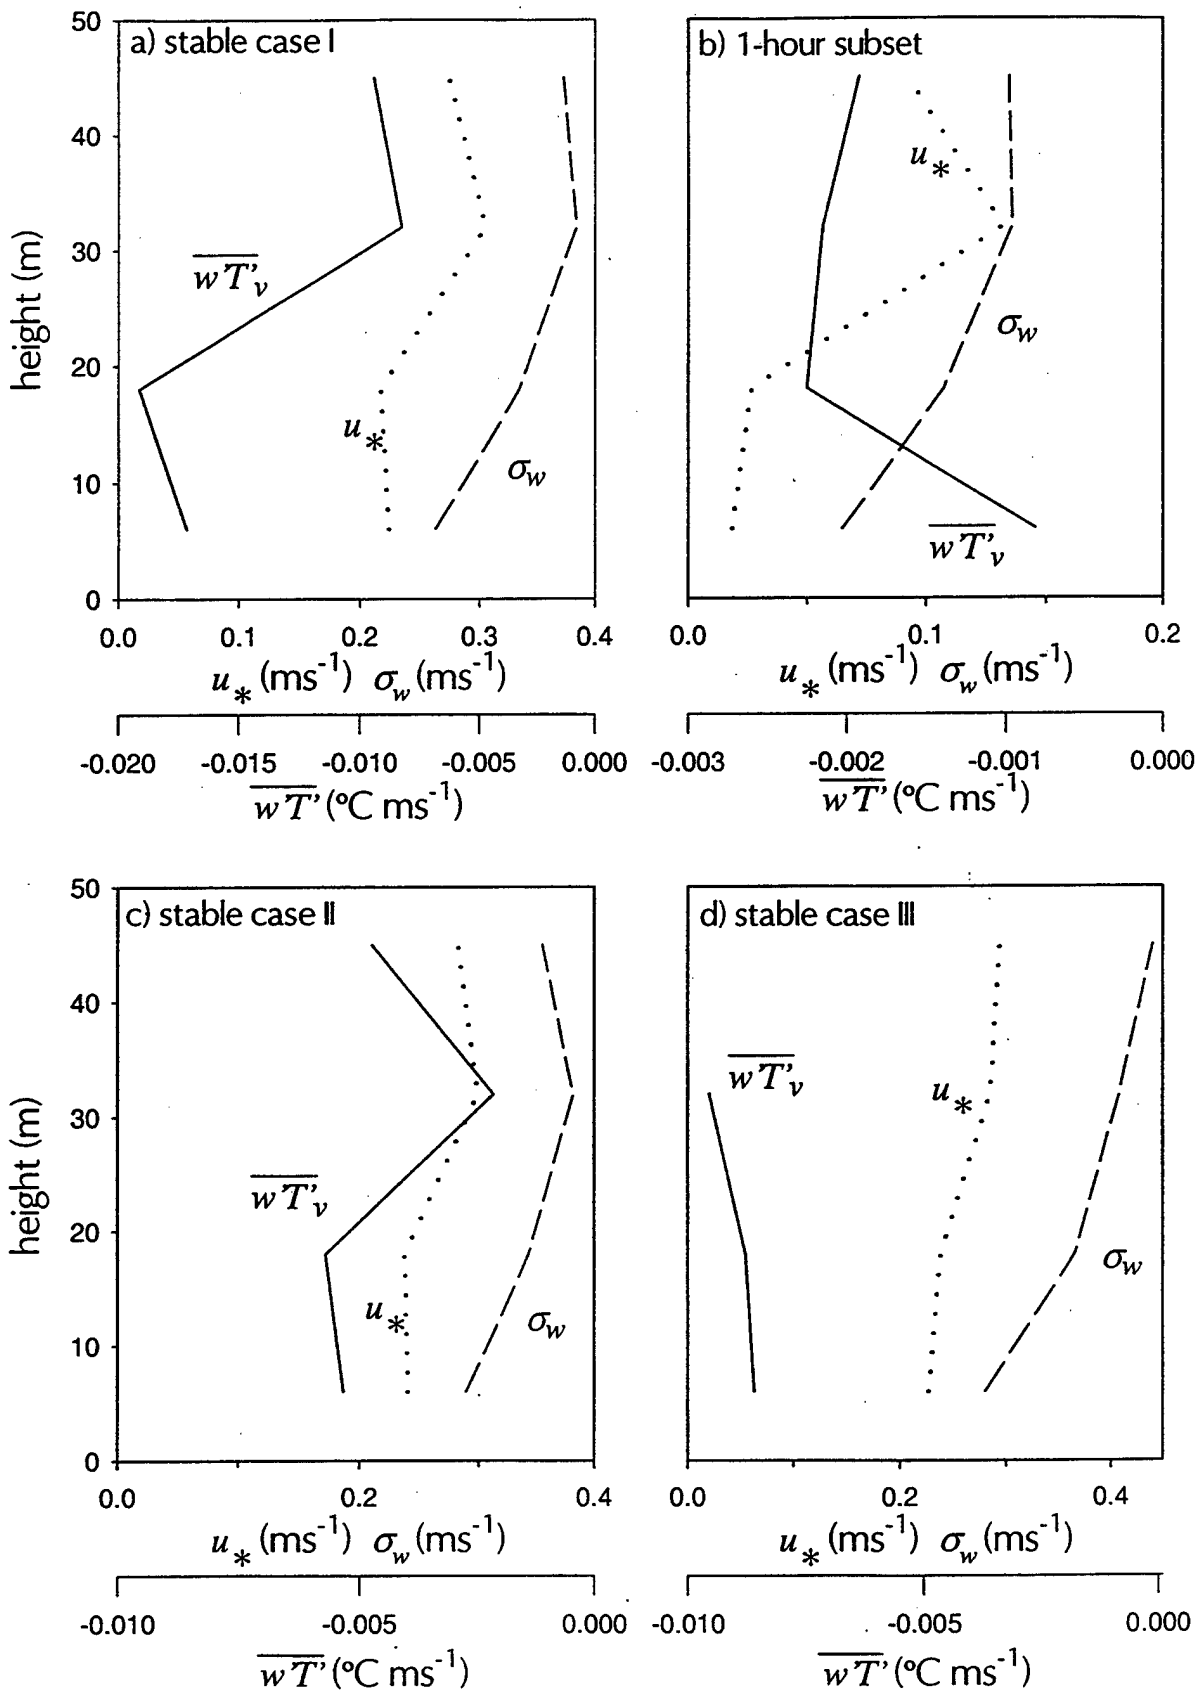 a) stable case I
b) 1-hour subset
50
40
30
20
10
0
height (m)
w'T'v
u*
σw
u*
σw
w'T'v
0.0 0.1 0.2 0.3 0.4
0.0 0.1 0.2
u* (ms-1) σw (ms-1)
u* (ms-1) σw (ms-1)
-0.020 -0.015 -0.010 -0.005 0.000
-0.003 -0.002 -0.001 0.000
w'T' (°C ms-1)
w'T' (°C ms-1)
c) stable case II
d) stable case III
50
40
30
20
10
0
height (m)
w'T'v
u*
σw
w'T'v
u*
σw
0.0 0.2 0.4
0.0 0.2 0.4
u* (ms-1) σw (ms-1)
u* (ms-1) σw (ms-1)
-0.010 -0.005 0.000
-0.010 -0.005 0.000
w'T' (°C ms-1)
w'T' (°C ms-1)